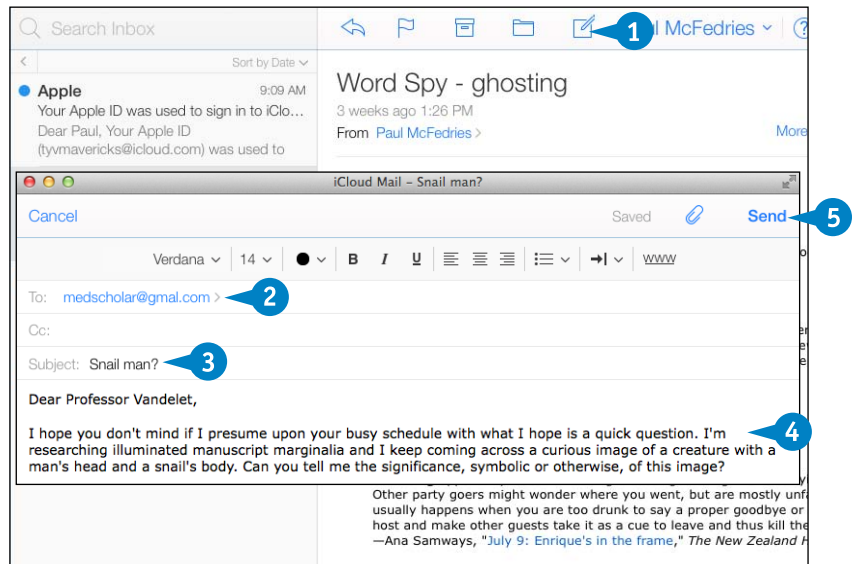 Search Inbox
1
l McFedries
?
Sort by Date
Apple 9:09 AM
Your Apple ID was used to sign in to iClo...
Dear Paul, Your Apple ID
(tyvmavericks@icloud.com) was used to
Word Spy - ghosting
3 weeks ago 1:26 PM
From Paul McFedries
More
iCloud Mail – Snail man?
Cancel Saved Send
5
Verdana 14 B I U www
To: medscholar@gmal.com
2
Cc:
Subject: Snail man?
3
Dear Professor Vandelet,
I hope you don't mind if I presume upon your busy schedule with what I hope is a quick question. I'm
researching illuminated manuscript marginalia and I keep coming across a curious image of a creature with a
man's head and a snail's body. Can you tell me the significance, symbolic or otherwise, of this image?
4
Other party goers might wonder where you went, but are mostly unfa
usually happens when you are too drunk to say a proper goodbye or
host and make other guests take it as a cue to leave and thus kill the
—Ana Samways, "July 9: Enrique's in the frame," The New Zealand H